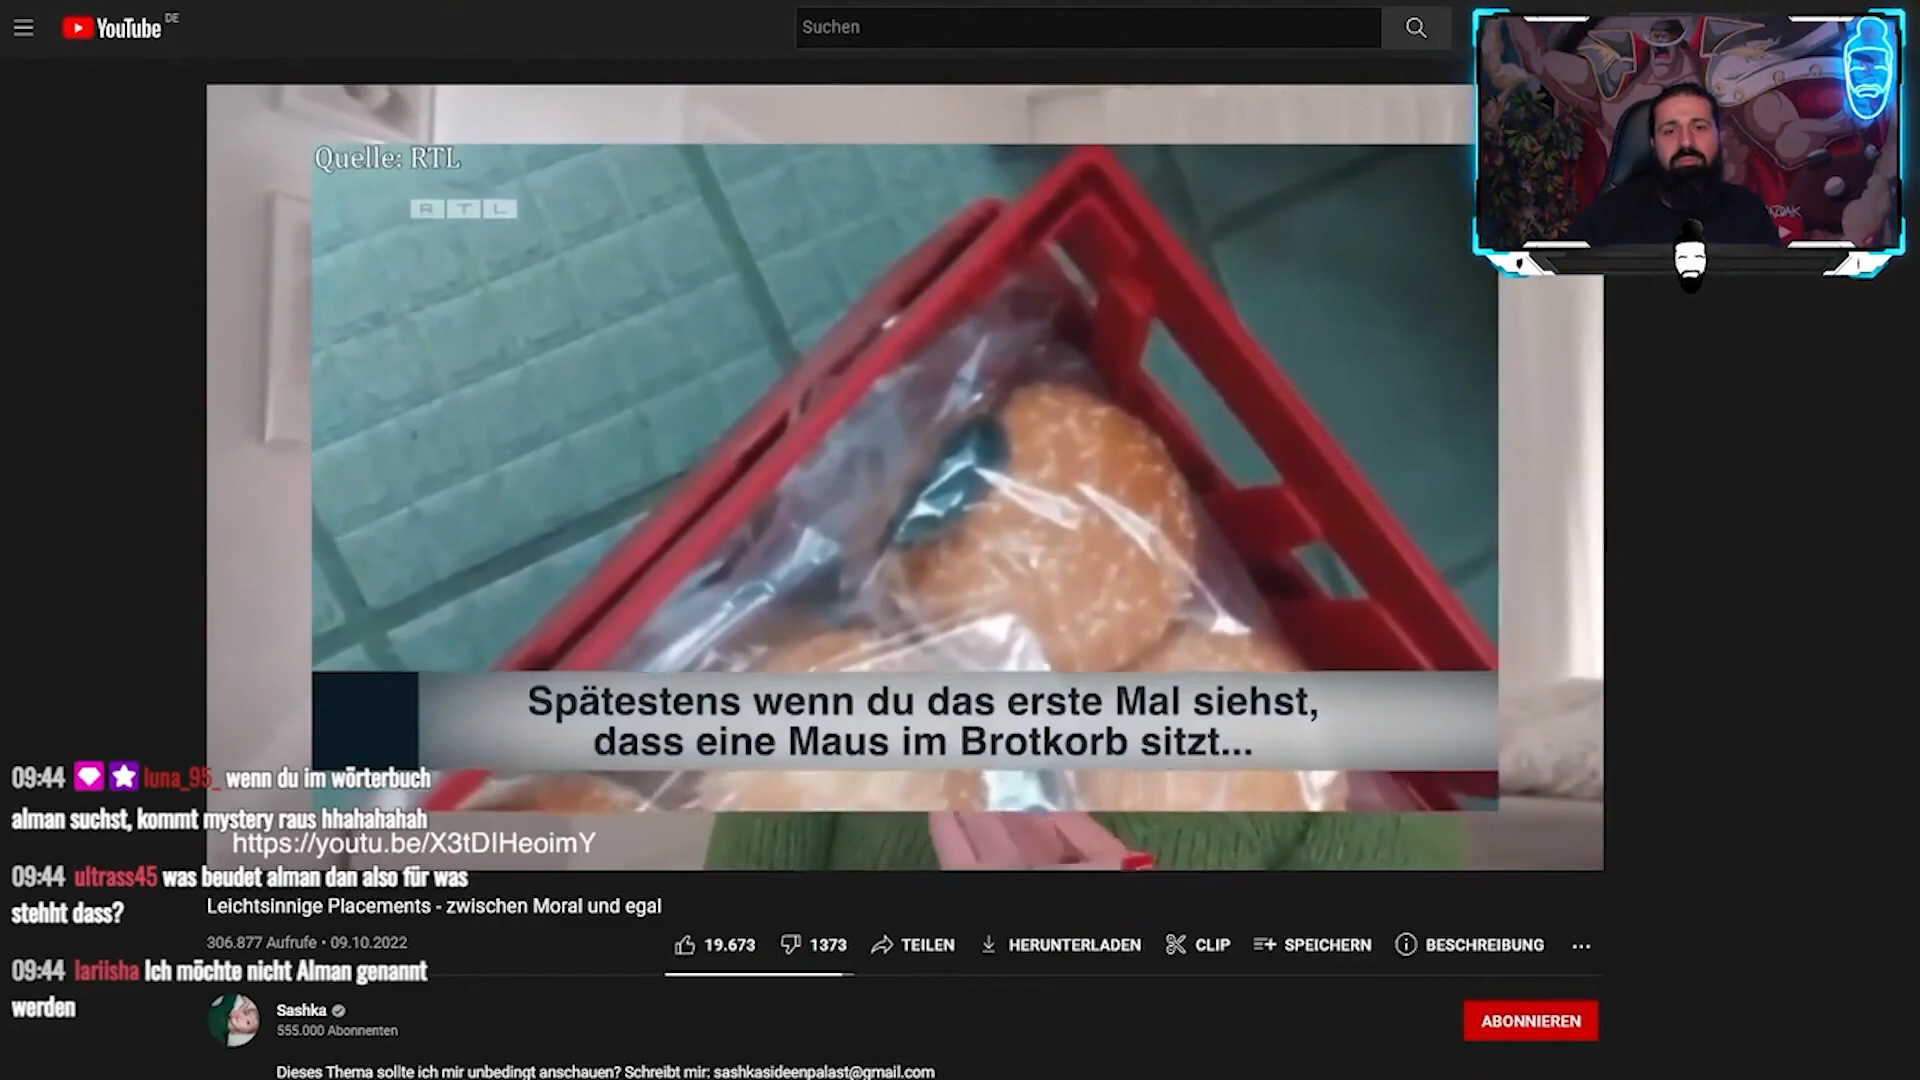 YouTube DE
Suchen
Quelle: RTL
RTL
Spätestens wenn du das erste Mal siehst,
dass eine Maus im Brotkorb sitzt...
09:44 luna_95_ wenn du im wörterbuch
alman suchst, kommt mystery raus hhahahahah
https://youtu.be/X3tDIHeoimY
09:44 ultrass45 was beudet alman dan also für was
stehht dass?
Leichtsinnige Placements - zwischen Moral und egal
306.877 Aufrufe • 09.10.2022
19.673
1373
TEILEN
HERUNTERLADEN
CLIP
SPEICHERN
BESCHREIBUNG
09:44 lariisha Ich möchte nicht Alman genannt
werden
Sashka
555.000 Abonnenten
ABONNIEREN
Dieses Thema sollte ich mir unbedingt anschauen? Schreibt mir: sashkasideenpalast@gmail.com